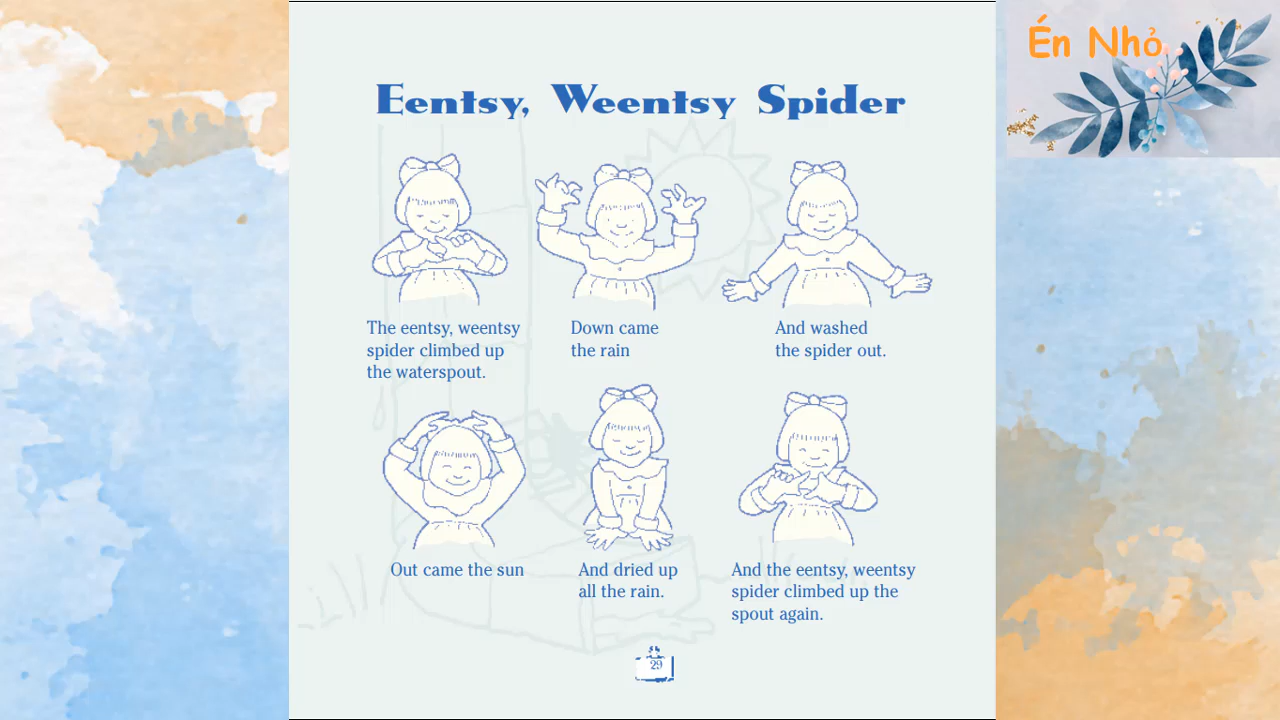 Én Nhỏ
Eentsy, Weentsy Spider
The eentsy, weentsy
spider climbed up
the waterspout.
Down came
the rain
And washed
the spider out.
Out came the sun
And dried up
all the rain.
And the eentsy, weentsy
spider climbed up the
spout again.
29